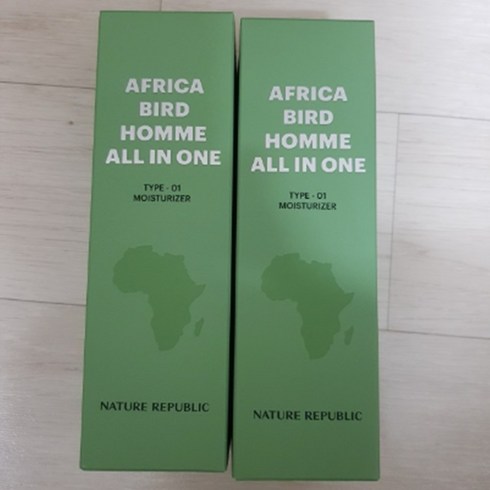 AFRICA
BIRD
HOMME
ALL IN ONE
TYPE - 01
MOISTURIZER
NATURE REPUBLIC
AFRICA
BIRD
HOMME
ALL IN ONE
TYPE - 01
MOISTURIZER
NATURE REPUBLIC